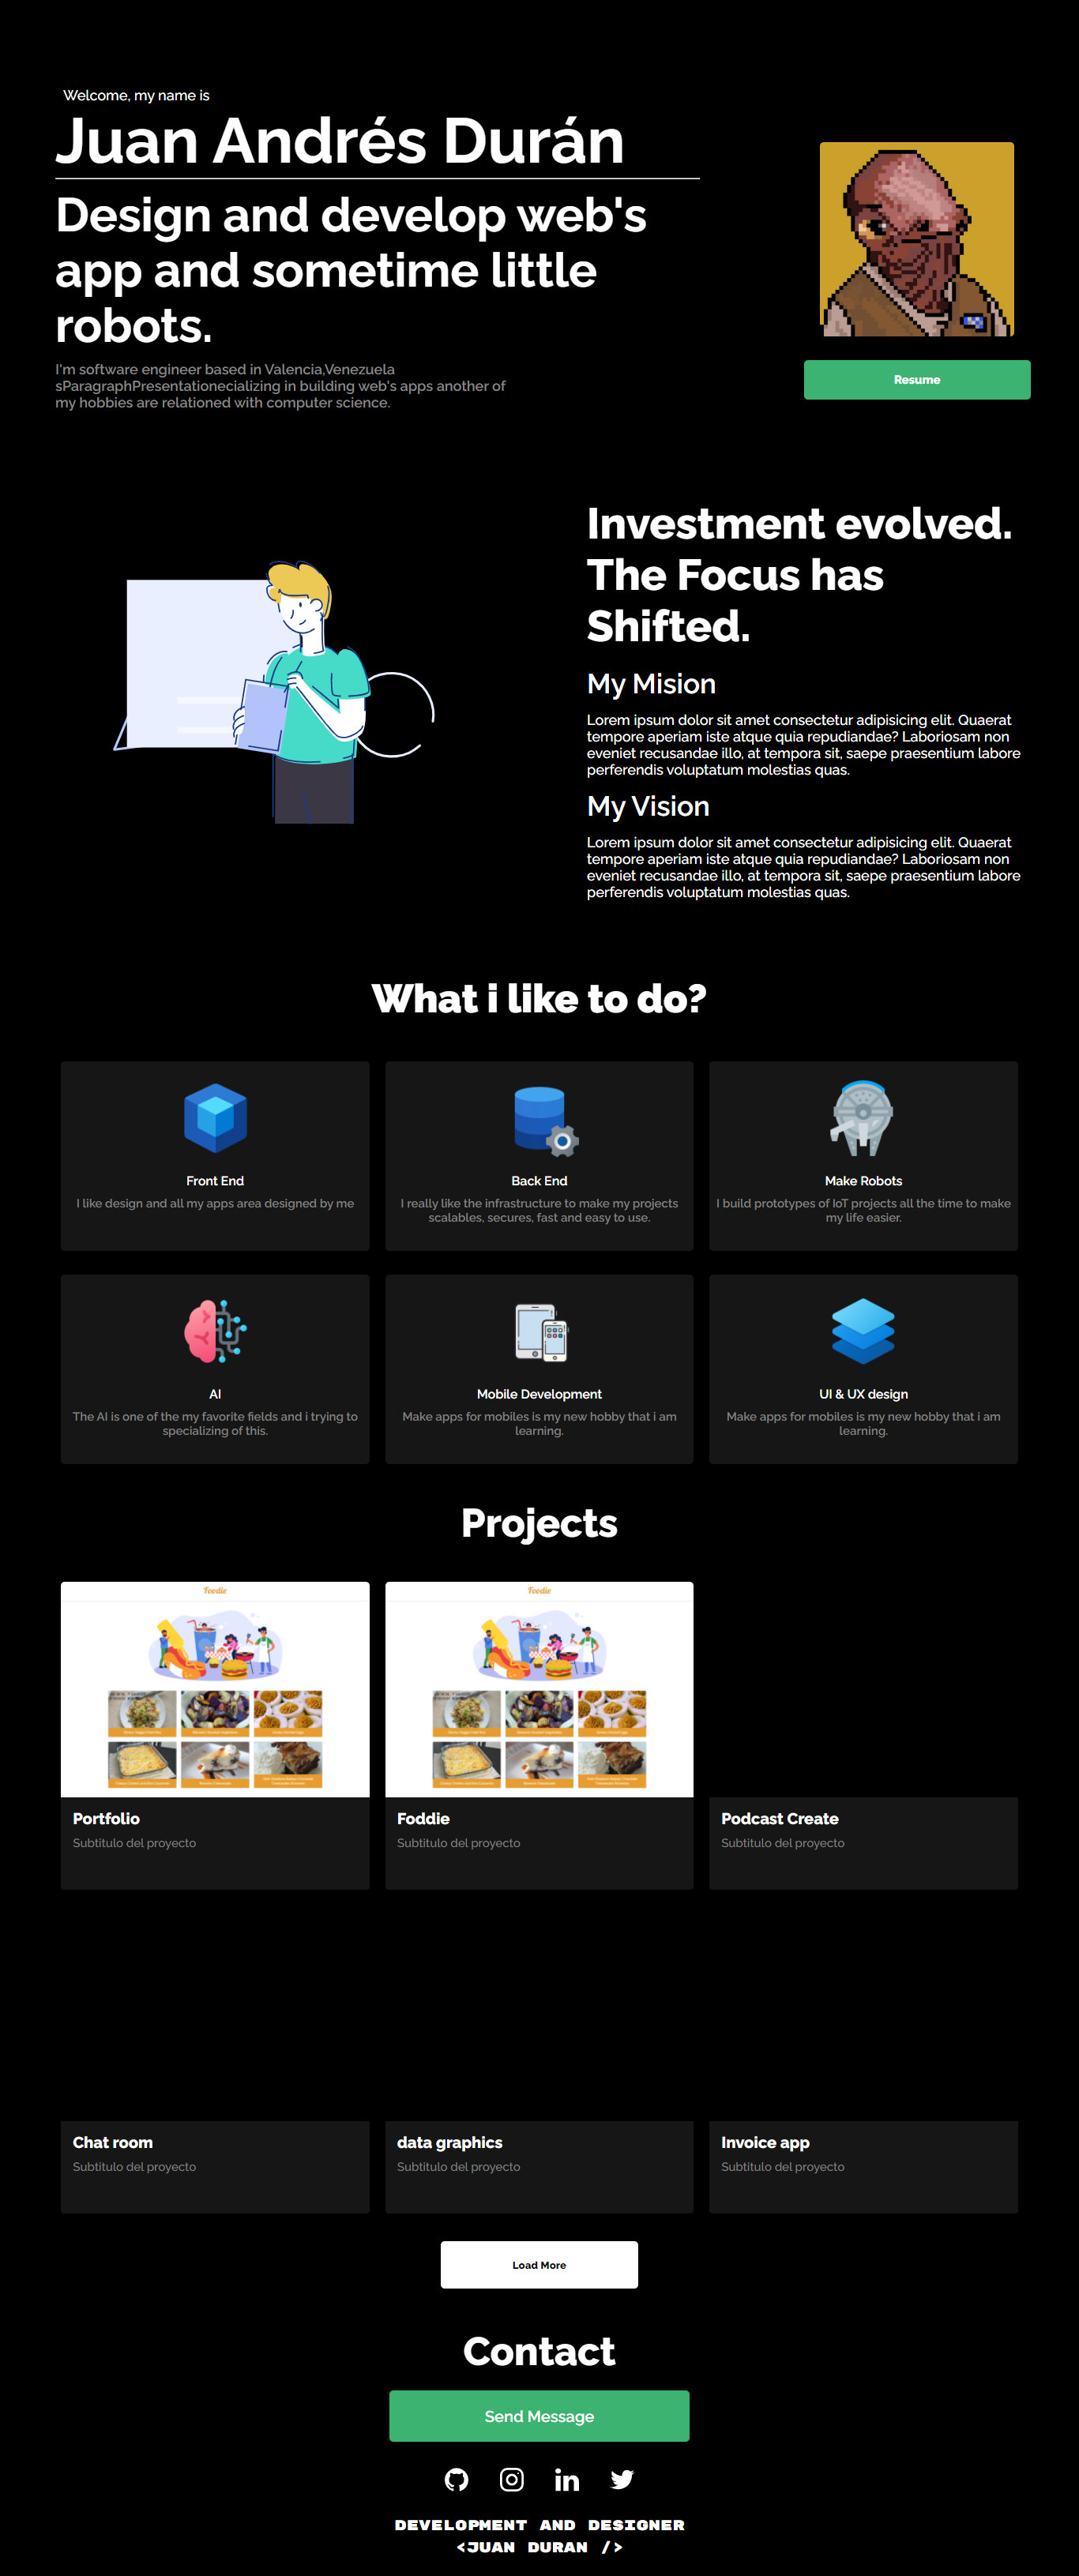 Welcome, my name is
Juan Andrés Durán
Design and develop web's
app and sometime little
robots.
I'm software engineer based in Valencia,Venezuela
sParagraphPresentationecializing in building web's apps another of
my hobbies are relationed with computer science.
Resume
Investment evolved.
The Focus has
Shifted.
My Mision
Lorem ipsum dolor sit amet consectetur adipisicing elit. Quaerat
tempore aperiam iste atque quia repudiandae? Laboriosam non
eveniet recusandae illo, at tempora sit, saepe praesentium labore
perferendis voluptatum molestias quas.
My Vision
Lorem ipsum dolor sit amet consectetur adipisicing elit. Quaerat
tempore aperiam iste atque quia repudiandae? Laboriosam non
eveniet recusandae illo, at tempora sit, saepe praesentium labore
perferendis voluptatum molestias quas.
What i like to do?
Front End
I like design and all my apps area designed by me
Back End
I really like the infrastructure to make my projects
scalables, secures, fast and easy to use.
Make Robots
I build prototypes of IoT projects all the time to make
my life easier.
AI
The AI is one of the my favorite fields and i trying to
specializing of this.
Mobile Development
Make apps for mobiles is my new hobby that i am
learning.
UI & UX design
Make apps for mobiles is my new hobby that i am
learning.
Projects
Foodie
Portfolio
Subtitulo del proyecto
Foodie
Foddie
Subtitulo del proyecto
Podcast Create
Subtitulo del proyecto
Chat room
Subtitulo del proyecto
data graphics
Subtitulo del proyecto
Invoice app
Subtitulo del proyecto
Load More
Contact
Send Message
DEVELOPMENT AND DESIGNER
<JUAN DURAN />